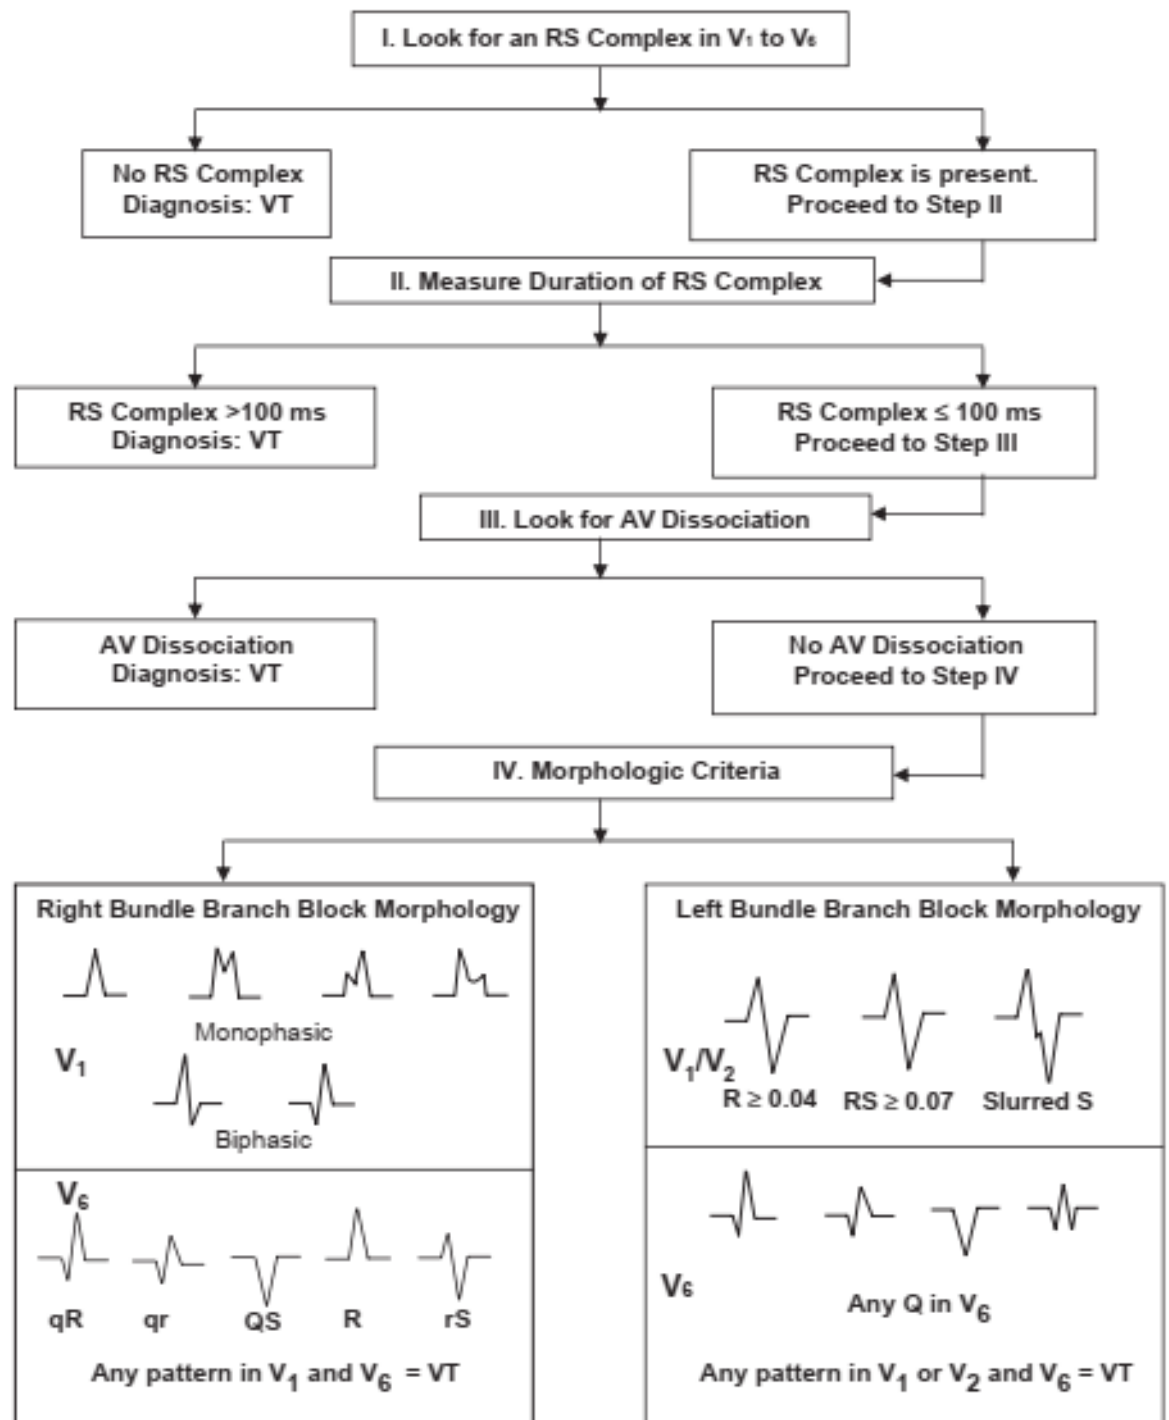 I. Look for an RS Complex in V₁ to V₆
No RS Complex
Diagnosis: VT
RS Complex is present.
Proceed to Step II
II. Measure Duration of RS Complex
RS Complex >100 ms
Diagnosis: VT
RS Complex ≤ 100 ms
Proceed to Step III
III. Look for AV Dissociation
AV Dissociation
Diagnosis: VT
No AV Dissociation
Proceed to Step IV
IV. Morphologic Criteria
Right Bundle Branch Block Morphology
Monophasic
V₁
Biphasic
V₆
qR qr QS R rS
Any pattern in V₁ and V₆ = VT
Left Bundle Branch Block Morphology
V₁/V₂
R ≥ 0.04 RS ≥ 0.07 Slurred S
V₆
Any Q in V₆
Any pattern in V₁ or V₂ and V₆ = VT